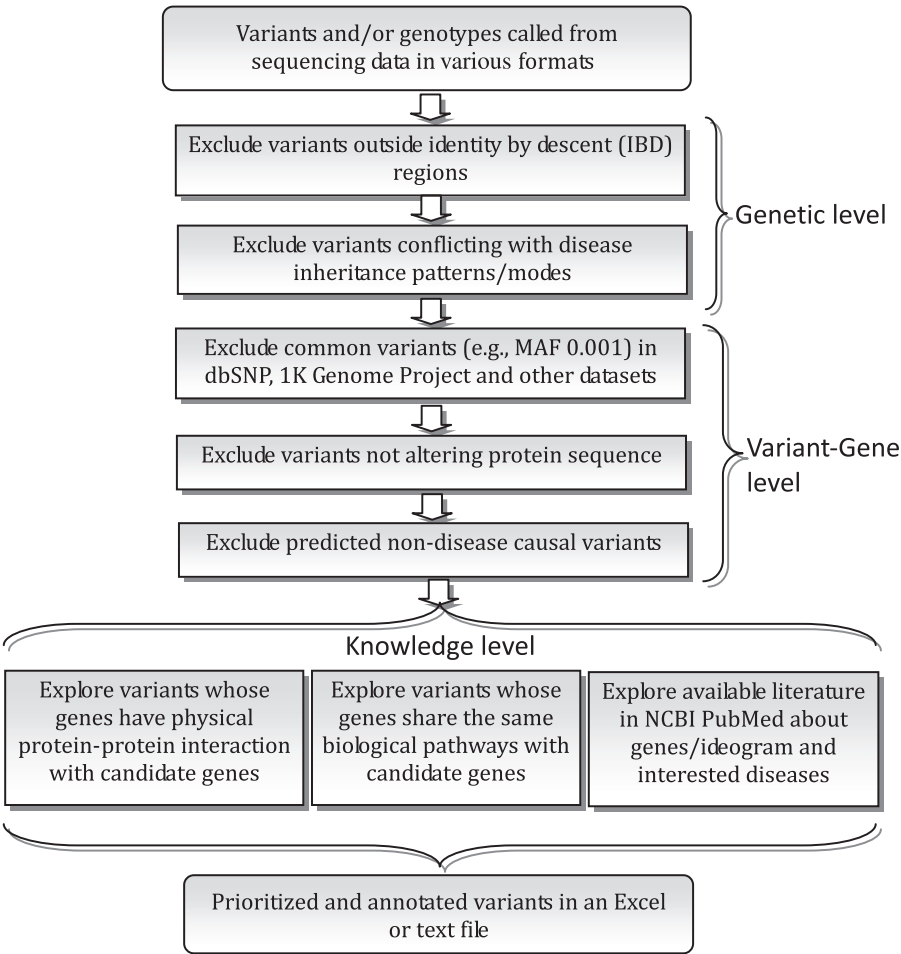 Variants and/or genotypes called from
sequencing data in various formats
Exclude variants outside identity by descent (IBD)
regions
Exclude variants conflicting with disease
inheritance patterns/modes
Genetic level
Exclude common variants (e.g., MAF 0.001) in
dbSNP, 1K Genome Project and other datasets
Exclude variants not altering protein sequence
Exclude predicted non-disease causal variants
Variant-Gene
level
Knowledge level
Explore variants whose
genes have physical
protein-protein interaction
with candidate genes
Explore variants whose
genes share the same
biological pathways with
candidate genes
Explore available literature
in NCBI PubMed about
genes/ideogram and
interested diseases
Prioritized and annotated variants in an Excel
or text file